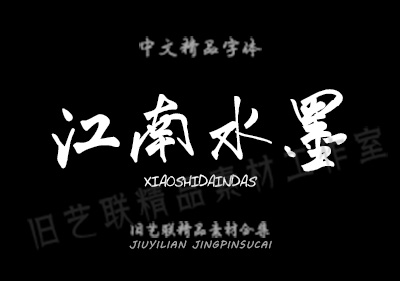 中文精品字体
江南水墨
XIAOSHIDAINDAS
旧艺联精品素材工作室
旧艺联精品素材合集
JIUYILIAN JINGPINSUCAI